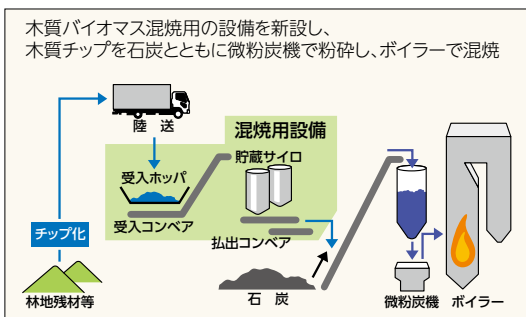 木質バイオマス混焼用の設備を新設し、
木質チップを石炭とともに微粉炭機で粉砕し、ボイラーで混焼
陸 送
混焼用設備
貯蔵サイロ
受入ホッパ
受入コンベア
チップ化
払出コンベア
林地残材等
石 炭
微粉炭機
ボイラー